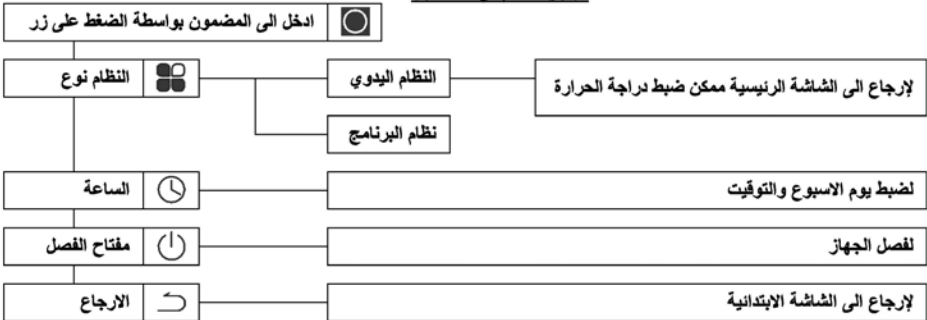 ادخل الى المضمون بواسطة الضغط على زر
النظام نوع
النظام اليدوي
لإرجاع الى الشاشة الرئيسية ممكن ضبط دراجة الحرارة
نظام البرنامج
الساعة
لضبط يوم الاسبوع والتوقيت
مفتاح الفصل
لفصل الجهاز
الارجاع
لإرجاع الى الشاشة الابتدائية